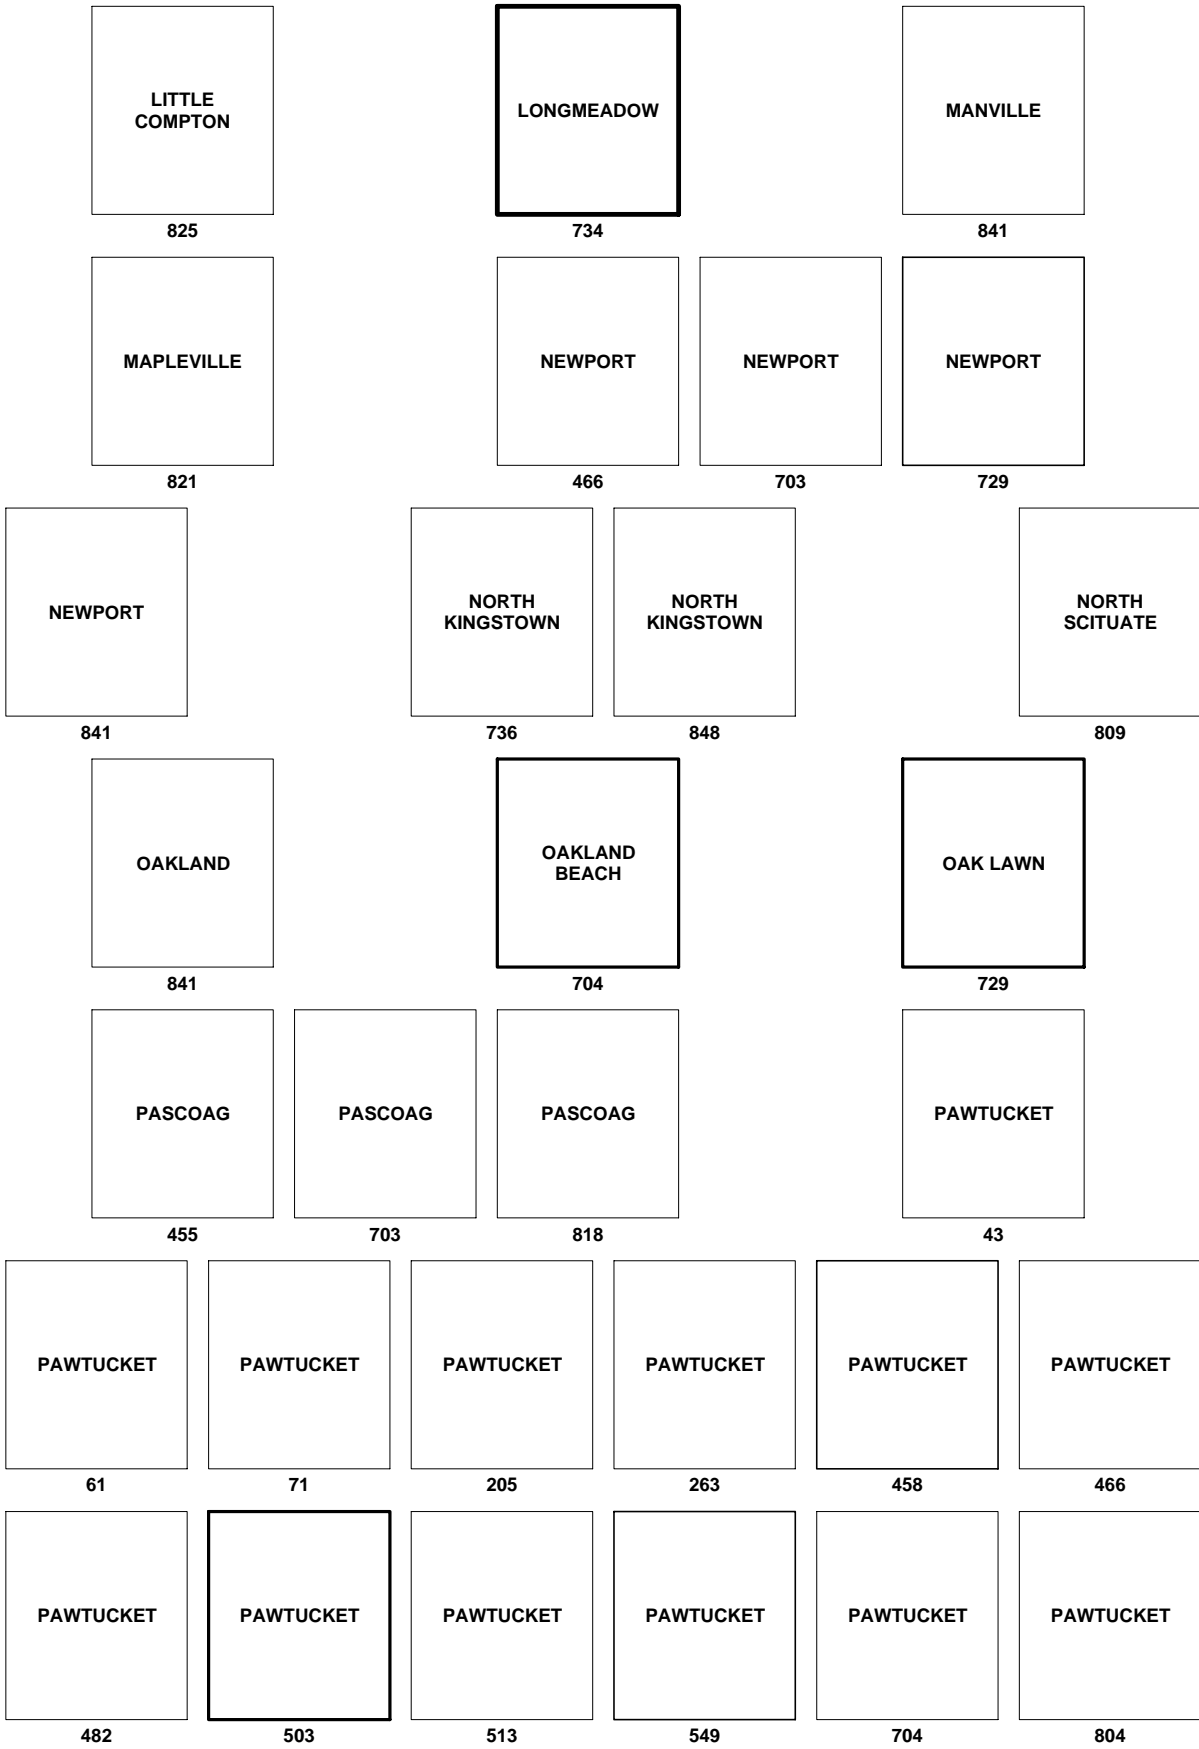 LITTLE
COMPTON
LONGMEADOW
MANVILLE
825
734
841
MAPLEVILLE
NEWPORT
NEWPORT
NEWPORT
821
466
703
729
NEWPORT
NORTH
KINGSTOWN
NORTH
KINGSTOWN
NORTH
SCITUATE
841
736
848
809
OAKLAND
OAKLAND
BEACH
OAK LAWN
841
704
729
PASCOAG
PASCOAG
PASCOAG
PAWTUCKET
455
703
818
43
PAWTUCKET
PAWTUCKET
PAWTUCKET
PAWTUCKET
PAWTUCKET
PAWTUCKET
61
71
205
263
458
466
PAWTUCKET
PAWTUCKET
PAWTUCKET
PAWTUCKET
PAWTUCKET
PAWTUCKET
482
503
513
549
704
804